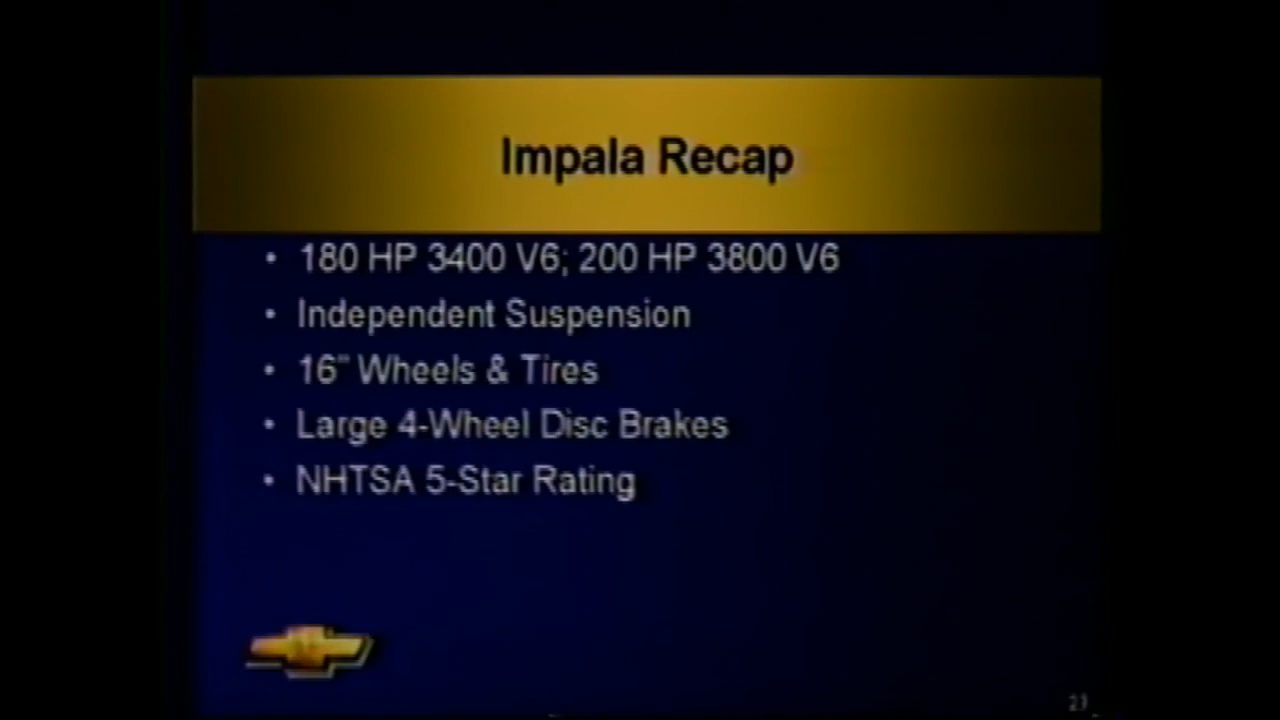 Impala Recap
• 180 HP 3400 V6; 200 HP 3800 V6
• Independent Suspension
• 16" Wheels & Tires
• Large 4-Wheel Disc Brakes
• NHTSA 5-Star Rating